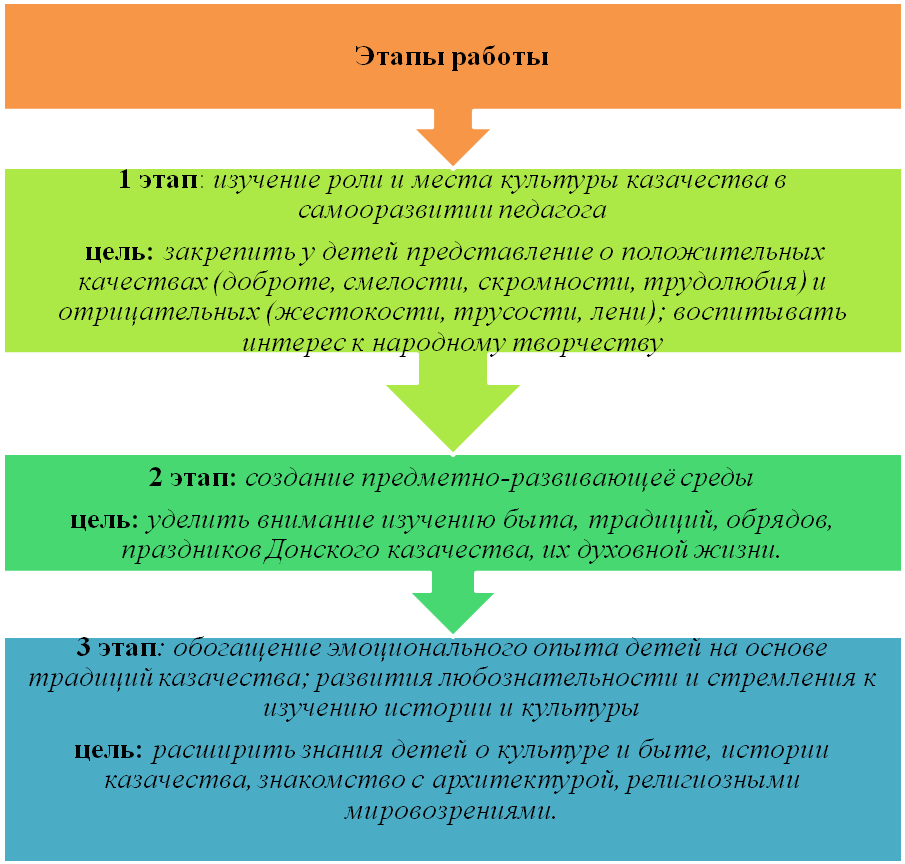 Этапы работы
1 этап: изучение роли и места культуры казачества в
самооразвитии педагога
цель: закрепить у детей представление о положительных
качествах (доброте, смелости, скромности, трудолюбия) и
отрицательных (жестокости, трусости, лени); воспитывать
интерес к народному творчеству
2 этап: создание предметно-развивающеё среды
цель: уделить внимание изучению быта, традиций, обрядов,
праздников Донского казачества, их духовной жизни.
3 этап: обогащение эмоционального опыта детей на основе
традиций казачества; развития любознательности и стремления к
изучению истории и культуры
цель: расширить знания детей о культуре и быте, истории
казачества, знакомство с архитектурой, религиозными
мировозрениями.